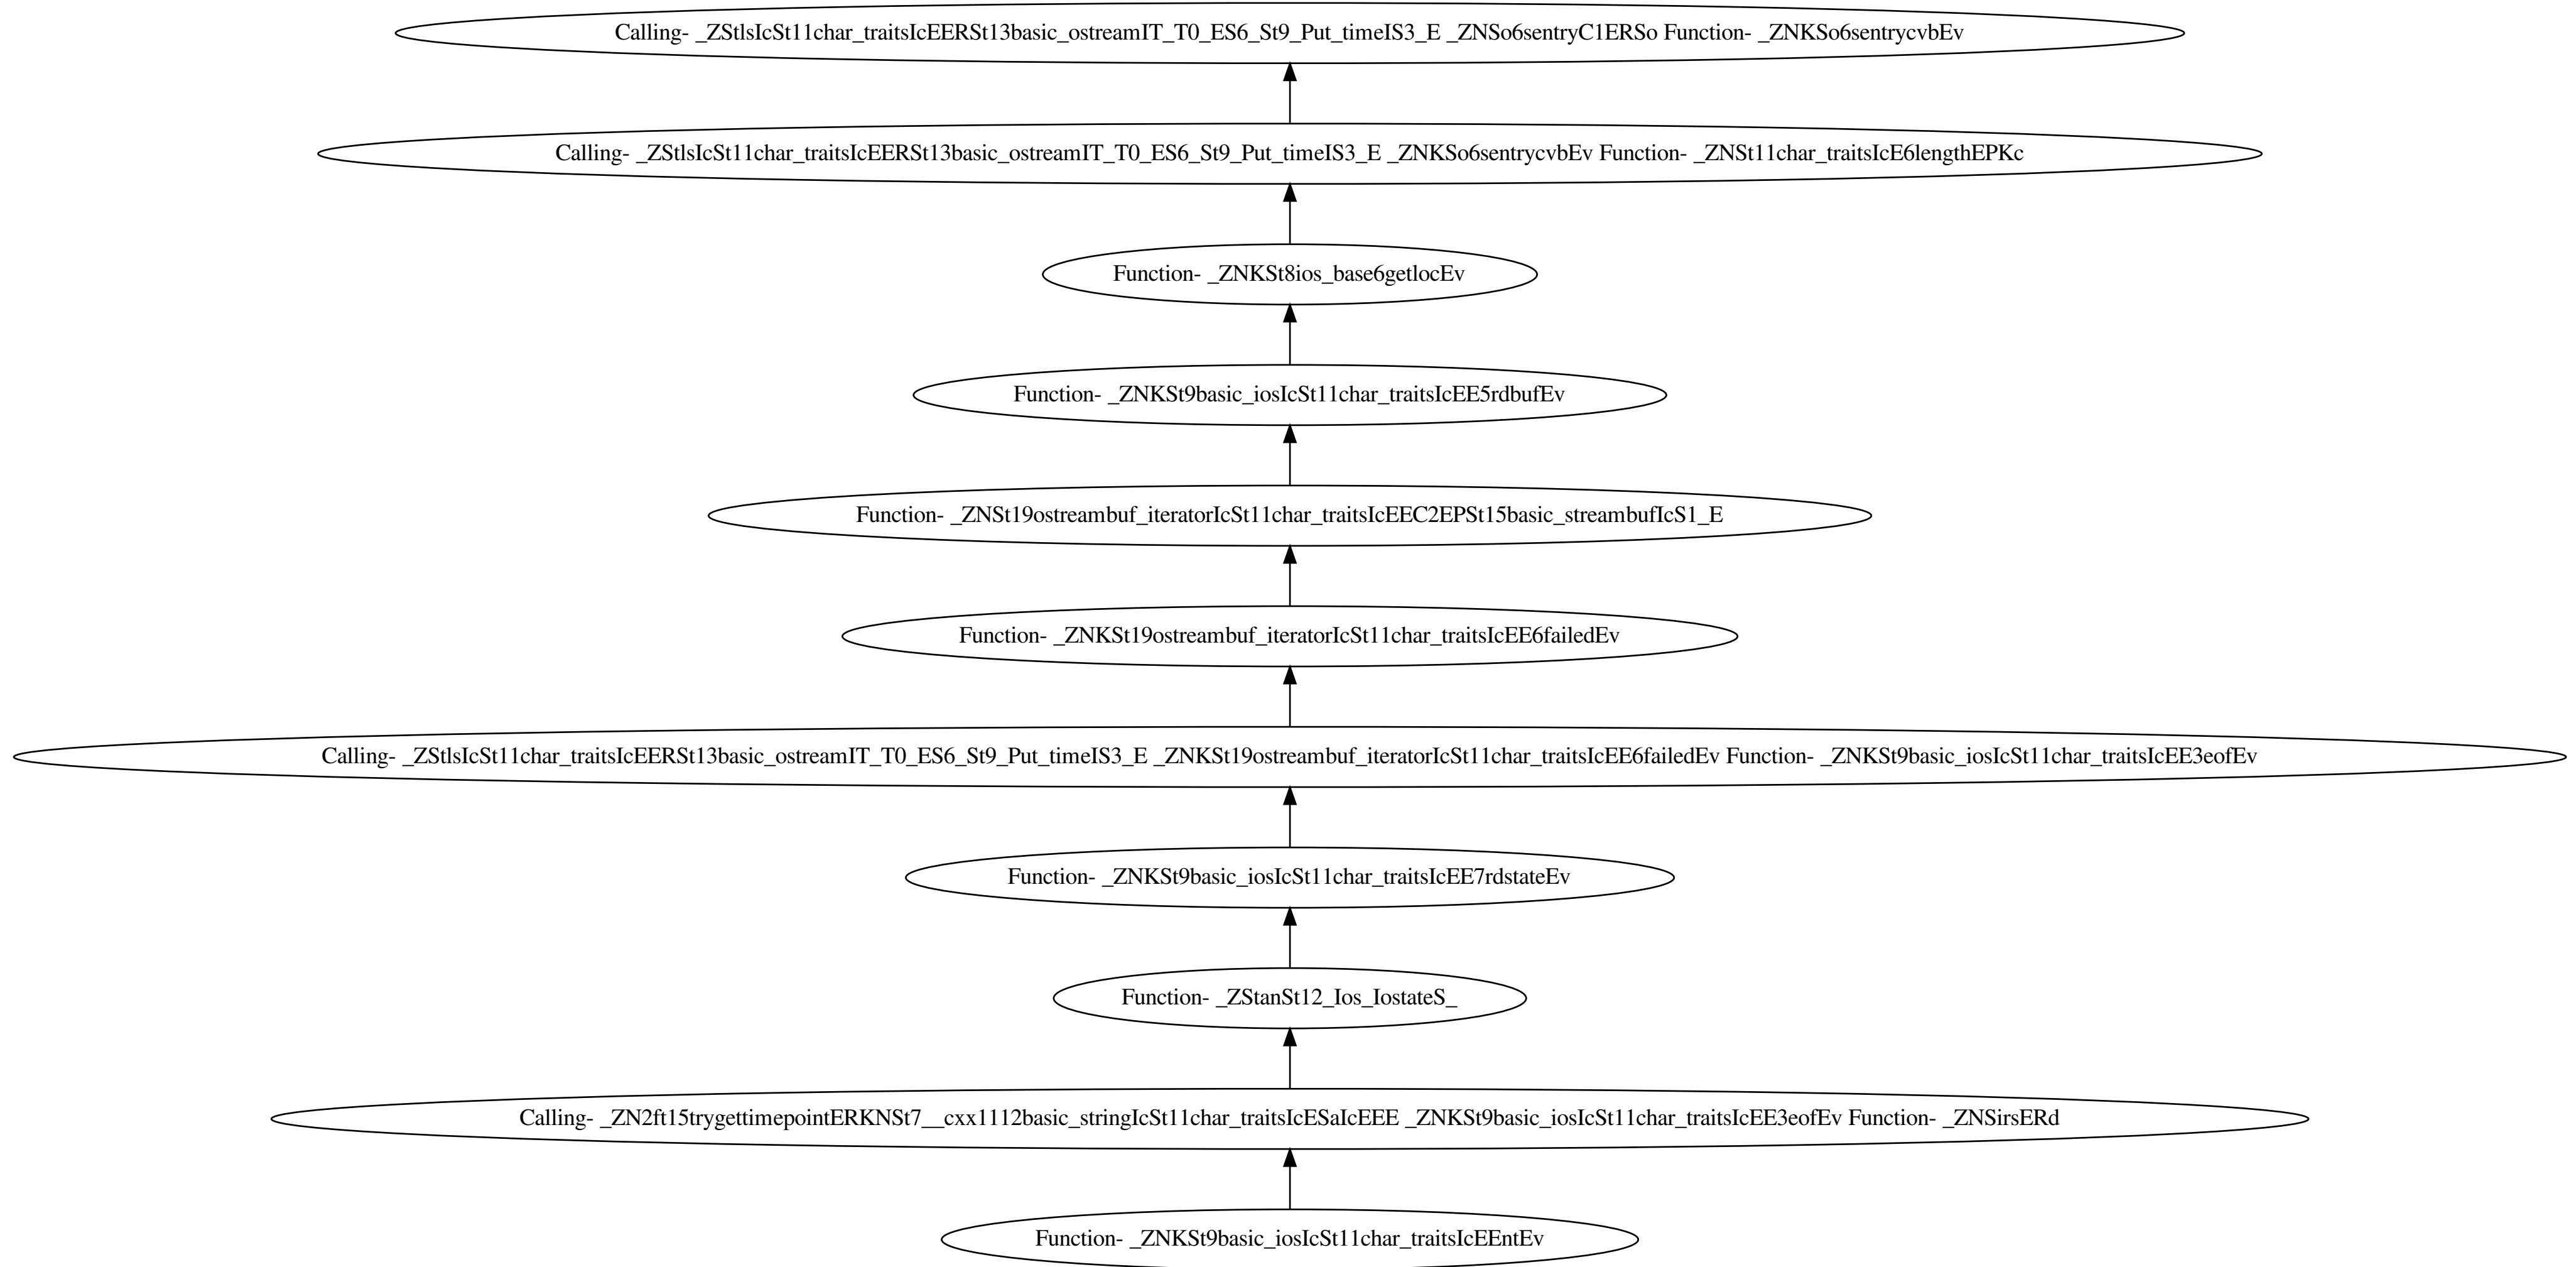 Calling- _ZStlsIcSt11char_traitsIcEERSt13basic_ostreamIT_T0_ES6_St9_Put_timeIS3_E _ZNSo6sentryC1ERSo Function- _ZNKSo6sentrycvbEv
Calling- _ZStlsIcSt11char_traitsIcEERSt13basic_ostreamIT_T0_ES6_St9_Put_timeIS3_E _ZNKSo6sentrycvbEv Function- _ZNSt11char_traitsIcE6lengthEPKc
Function- _ZNKSt8ios_base6getlocEv
Function- _ZNKSt9basic_iosIcSt11char_traitsIcEE5rdbufEv
Function- _ZNSt19ostreambuf_iteratorIcSt11char_traitsIcEEC2EPSt15basic_streambufIcS1_E
Function- _ZNKSt19ostreambuf_iteratorIcSt11char_traitsIcEE6failedEv
Calling- _ZStlsIcSt11char_traitsIcEERSt13basic_ostreamIT_T0_ES6_St9_Put_timeIS3_E _ZNKSt19ostreambuf_iteratorIcSt11char_traitsIcEE6failedEv Function- _ZNKSt9basic_iosIcSt11char_traitsIcEE3eofEv
Function- _ZNKSt9basic_iosIcSt11char_traitsIcEE7rdstateEv
Function- _ZStanSt12_Ios_IostateS_
Calling- _ZN2ft15trygettimepointERKNSt7__cxx1112basic_stringIcSt11char_traitsIcESaIcEEE _ZNKSt9basic_iosIcSt11char_traitsIcEE3eofEv Function- _ZNSirsERd
Function- _ZNKSt9basic_iosIcSt11char_traitsIcEEntEv